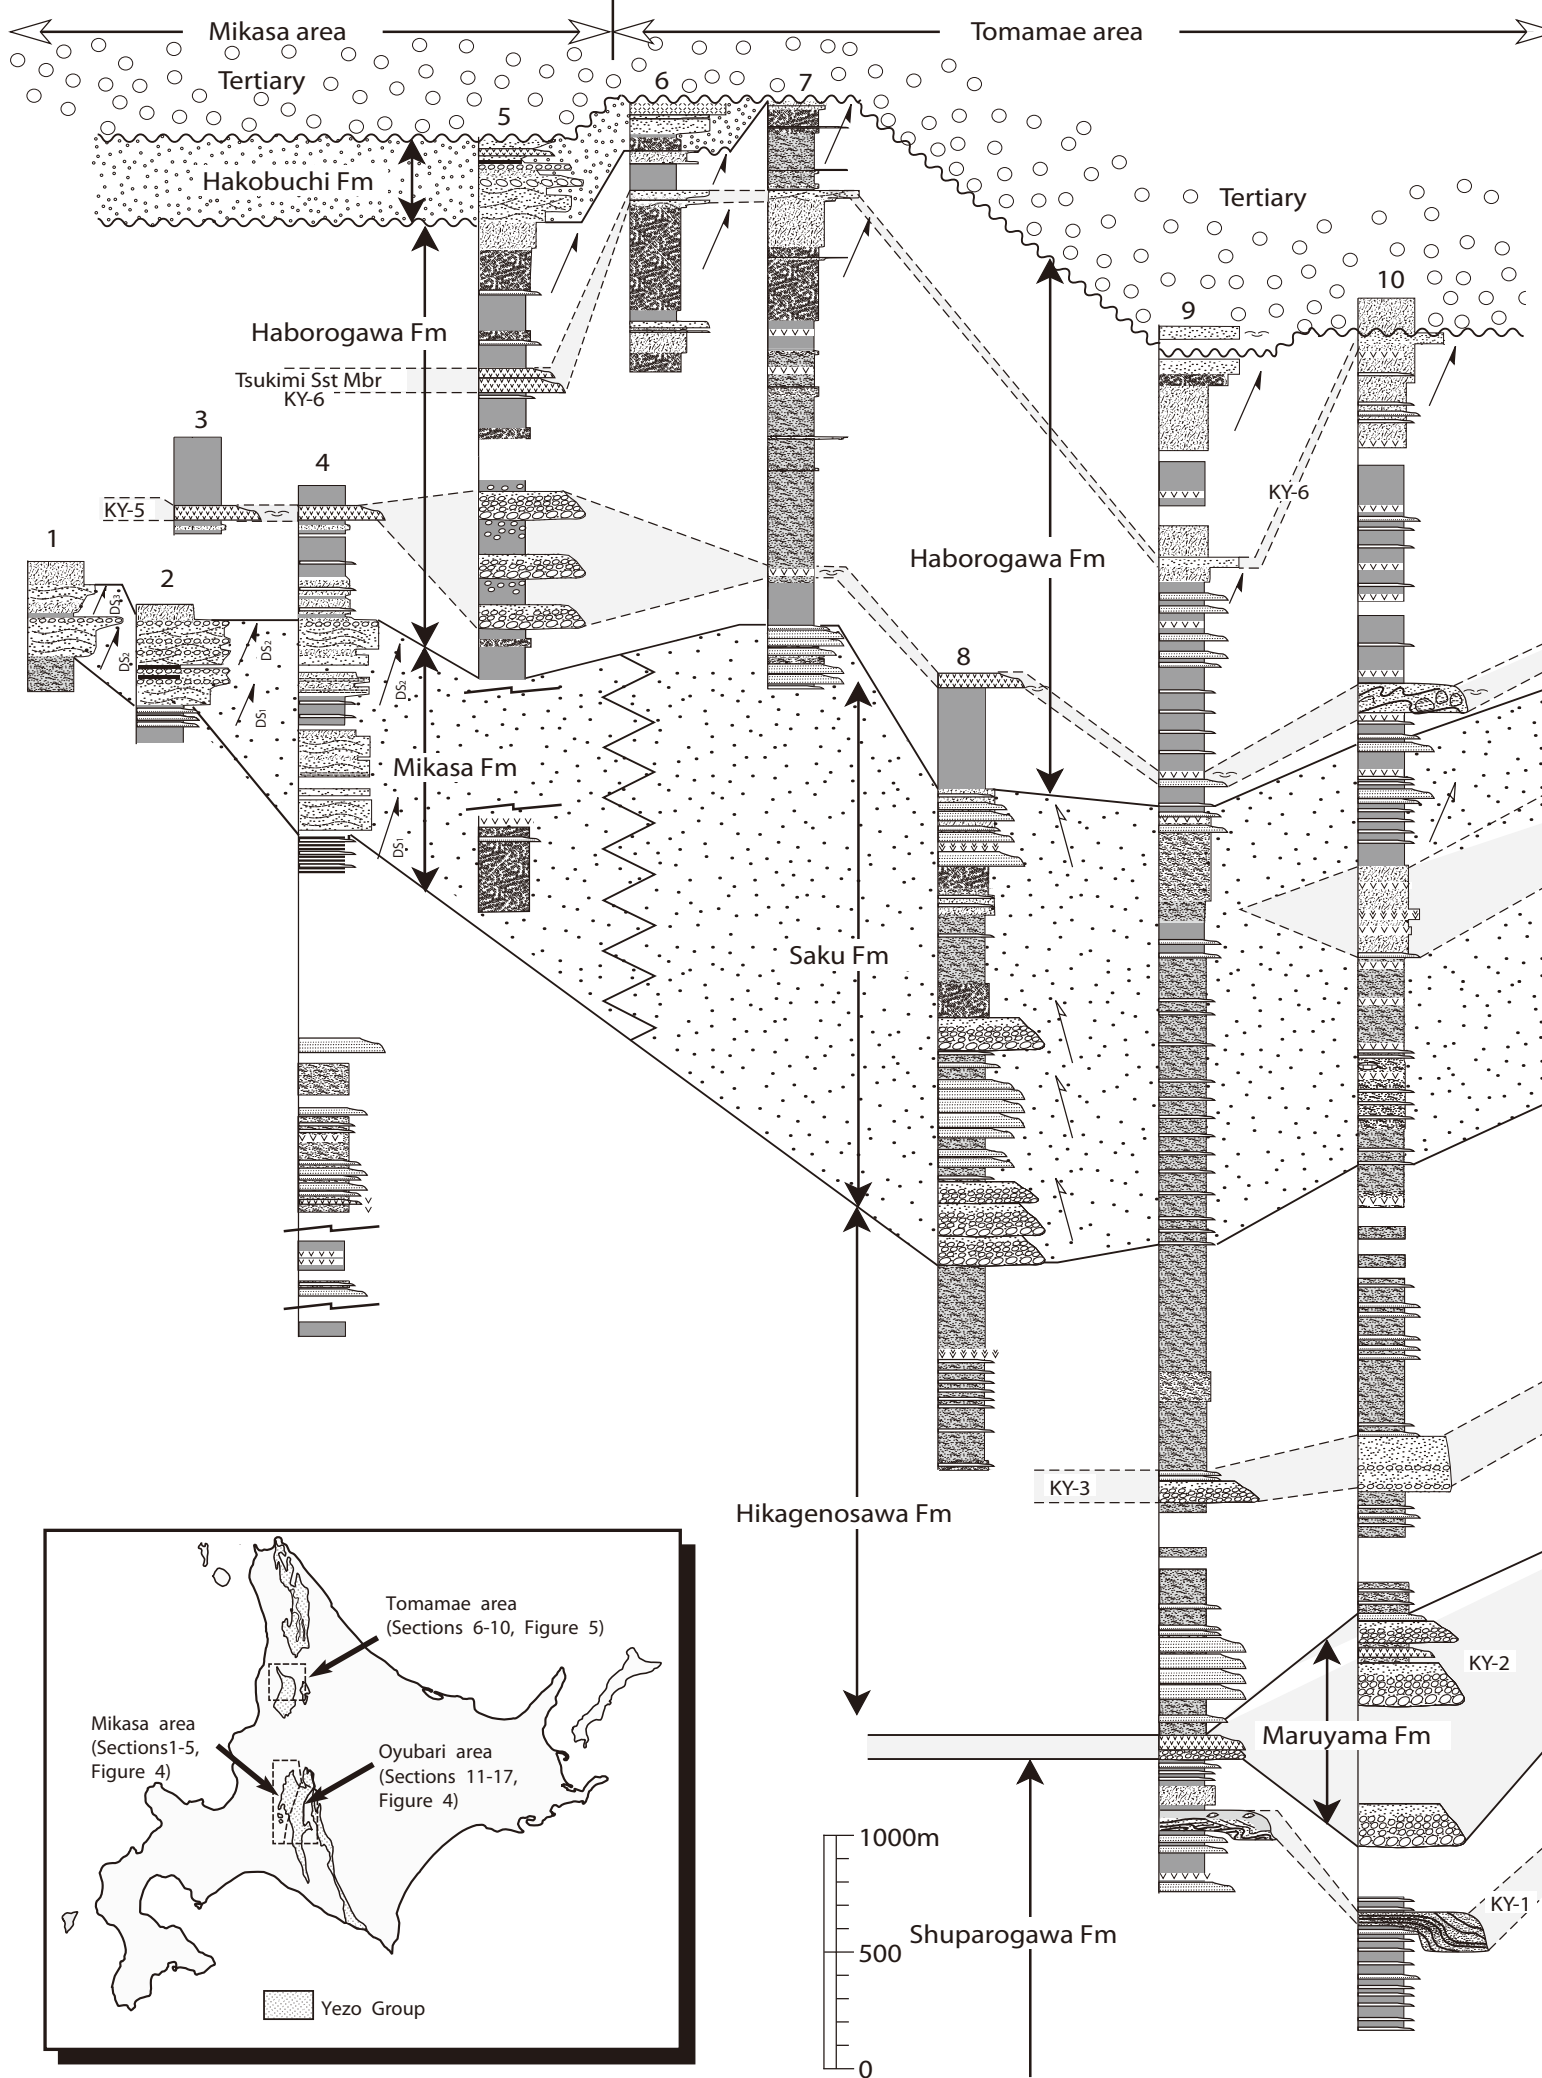 Mikasa area
Tomamae area
Tertiary
6
7
5
Hakobuchi Fm
Tertiary
10
9
Haborogawa Fm
Tsukimi Sst Mbr
KY-6
3
4
KY-6
KY-5
1
2
Haborogawa Fm
DS3
DS2
DS2
DS1
DS2
8
Mikasa Fm
DS1
Saku Fm
KY-3
Hikagenosawa Fm
KY-2
Maruyama Fm
KY-1
Shuparogawa Fm
1000m
500
0
Tomamae area
(Sections 6-10, Figure 5)
Mikasa area
(Sections1-5,
Figure 4)
Oyubari area
(Sections 11-17,
Figure 4)
Yezo Group